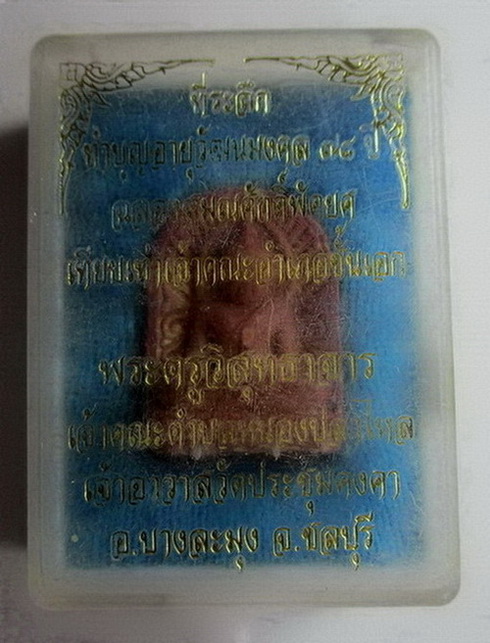 ที่ระลึก
ทำบุญอายุวัฒนมงคล ๗๘ ปี
ฉลองสมณศักดิ์พัดยศ
เทียบเท่าเจ้าคณะอำเภอชั้นเอก
พระครูวิสุทธาคาร
เจ้าคณะตำบลหนองปลาไหล
เจ้าอาวาสวัดประชุมคงคา
อ.บางละมุง จ.ชลบุรี